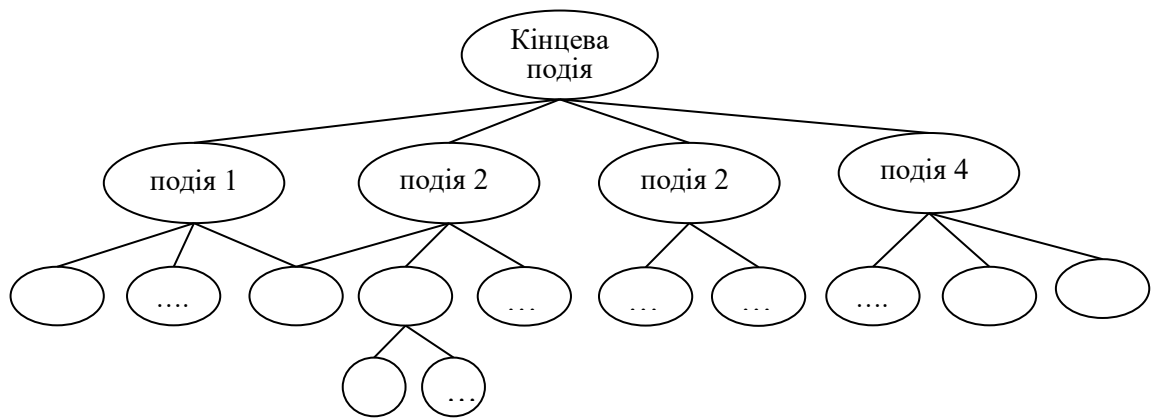 Кінцева
подія
подія 1
подія 2
подія 2
подія 4
….
…
…
…
….
…